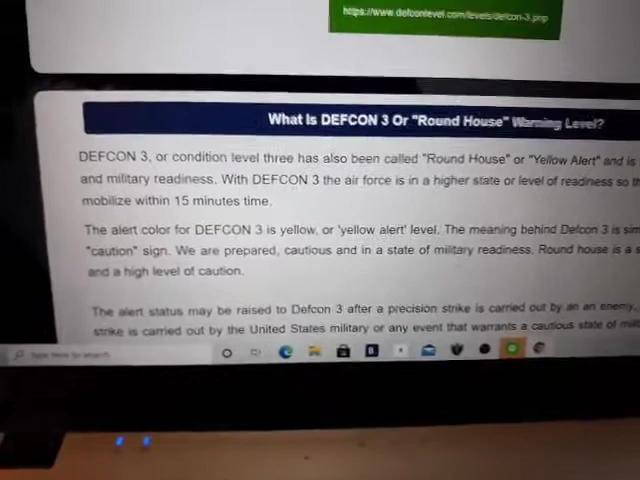 https://www.defconlevel.com/levels/defcon-3.php
What Is DEFCON 3 Or "Round House" Warning Level?
DEFCON 3, or condition level three has also been called "Round House" or "Yellow Alert" and is
and military readiness. With DEFCON 3 the air force is in a higher state or level of readiness so
mobilize within 15 minutes time.
The alert color for DEFCON 3 is yellow, or 'yellow alert' level. The meaning behind Defcon 3 is
"caution" sign. We are prepared, cautious and in a state of military readiness. Round house is a
and a high level of caution.
The alert status may be raised to Defcon 3 after a precision strike is carried out by an an enemy,
strike is carried out by the United States military or any event that warrants a cautious state of
Type here to search